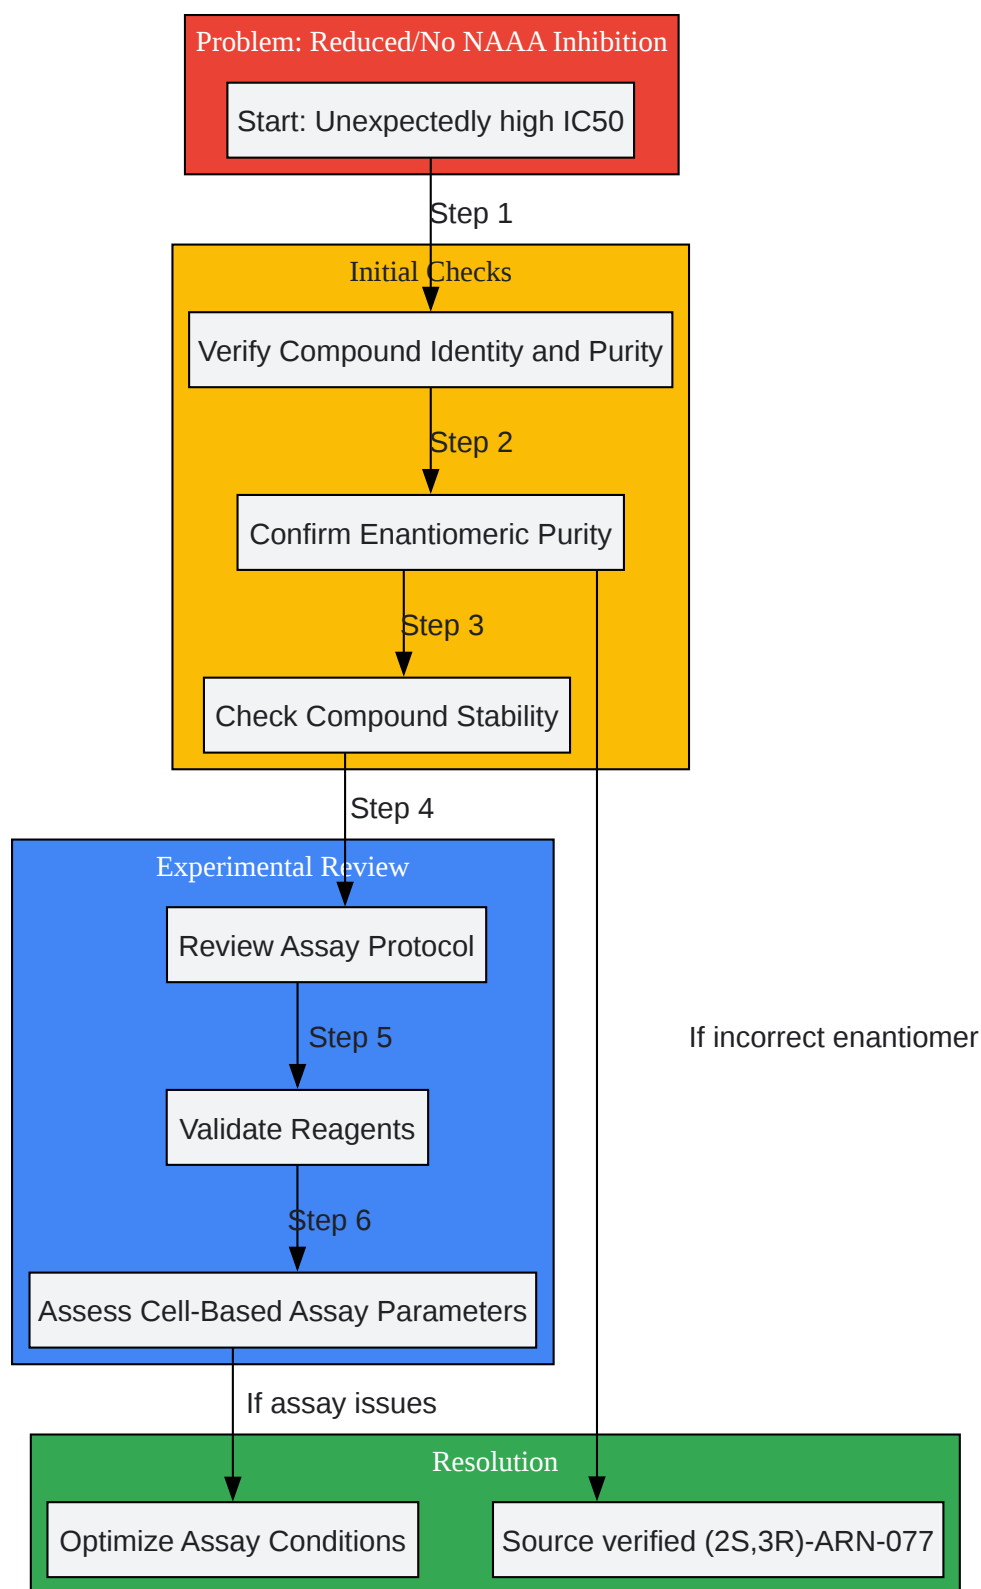 Problem: Reduced/No NAAA Inhibition
Start: Unexpectedly high IC50
Step 1
Initial Checks
Verify Compound Identity and Purity
Step 2
Confirm Enantiomeric Purity
Step 3
Check Compound Stability
Step 4
Experimental Review
Review Assay Protocol
Step 5
If incorrect enantiomer
Validate Reagents
Step 6
Assess Cell-Based Assay Parameters
If assay issues
Resolution
Optimize Assay Conditions
Source verified (2S,3R)-ARN-077